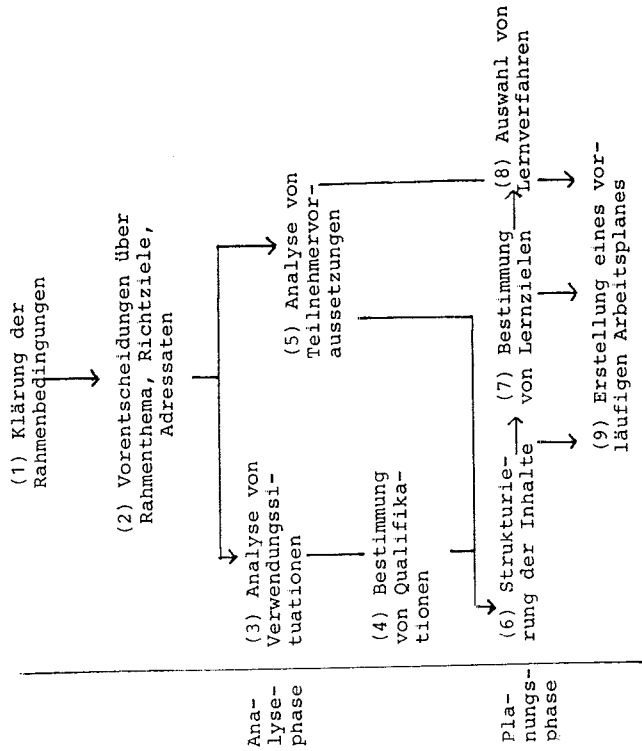 (1) Klärung der
Rahmenbedingungen
(2) Vorentscheidungen über
Rahmenthema, Richtziele,
Adressaten
Ana-
lyse-
phase
(3) Analyse von
Verwendungssi-
tuationen
(4) Bestimmung
von Qualifika-
tionen
(5) Analyse von
Teilnehmervor-
aussetzungen
Pla-
nungs-
phase
(6) Strukturie-
rung der Inhalte
(7) Bestimmung
von Lernzielen
(8) Auswahl von
Lernverfahren
(9) Erstellung eines vor-
läufigen Arbeitsplanes